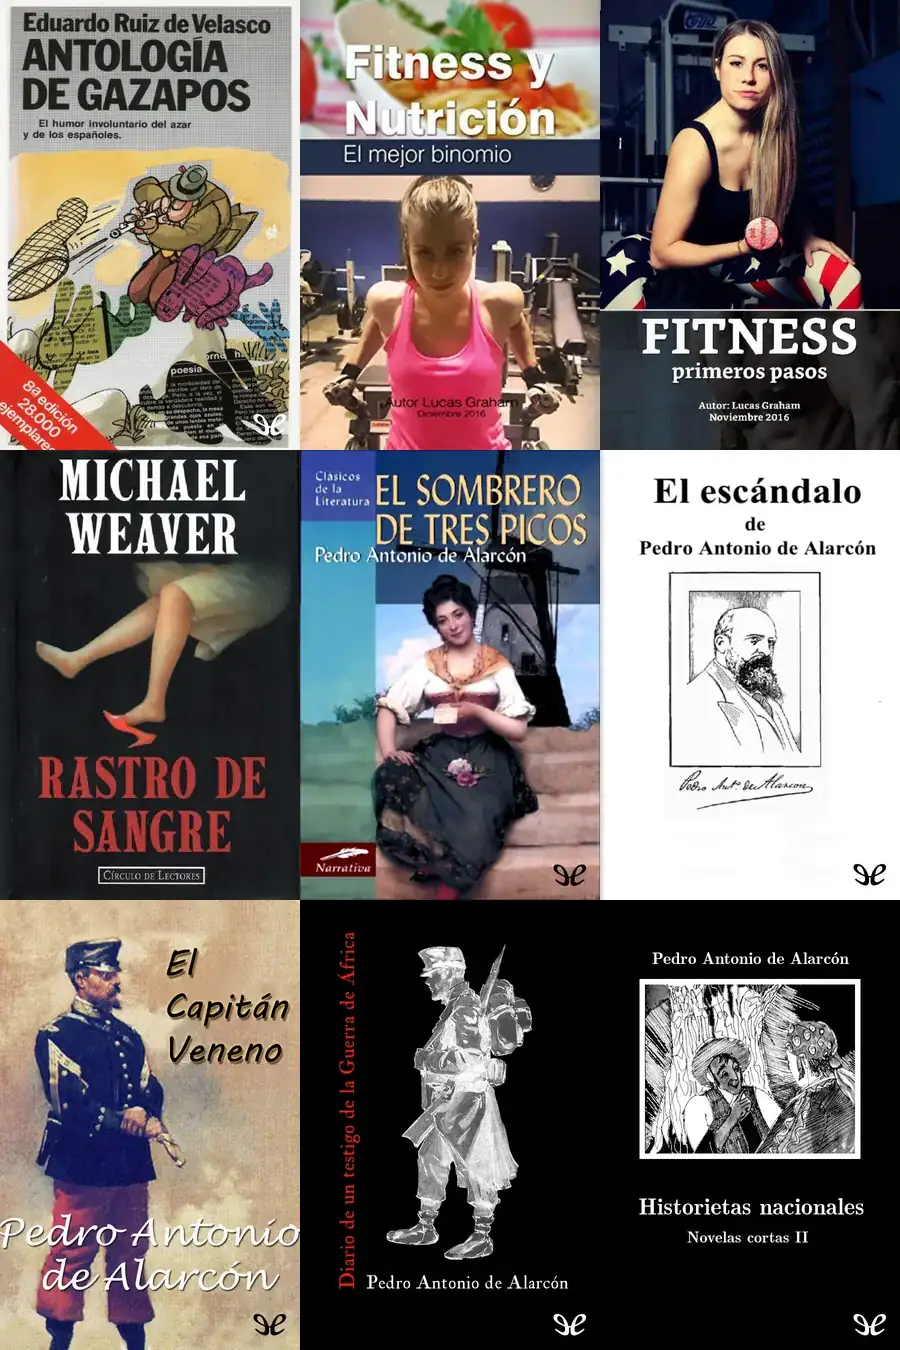 Eduardo Ruiz de Velasco
ANTOLOGÍA
DE GAZAPOS
El humor involuntario del azar
y de los españoles.
poesía
8ª edición
28.000
ejemplares
Fitness y
Nutrición
El mejor binomio
Autor Lucas Graham
Diciembre 2016
FITNESS
primeros pasos
Autor: Lucas Graham
Noviembre 2016
MICHAEL
WEAVER
RASTRO DE
SANGRE
CÍRCULO DE LECTORES
Clásicos
de la
Literatura
EL SOMBRERO
DE TRES PICOS
Pedro Antonio de Alarcón
Narrativa
El escándalo
de
Pedro Antonio de Alarcón
Pedro Antº. de Alarcon
El
Capitán
Veneno
Pedro Antonio
de Alarcón
Diario de un testigo de la Guerra de África
Pedro Antonio de Alarcón
Pedro Antonio de Alarcón
Historietas nacionales
Novelas cortas II